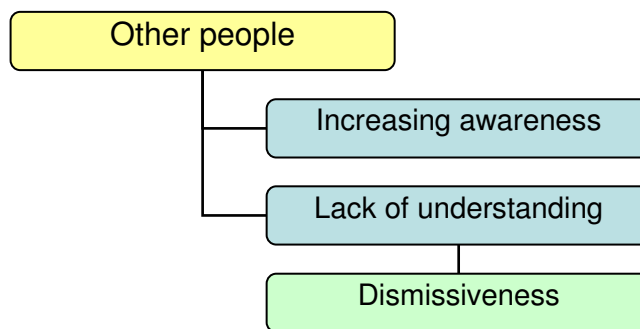 Other people
Increasing awareness
Lack of understanding
Dismissiveness